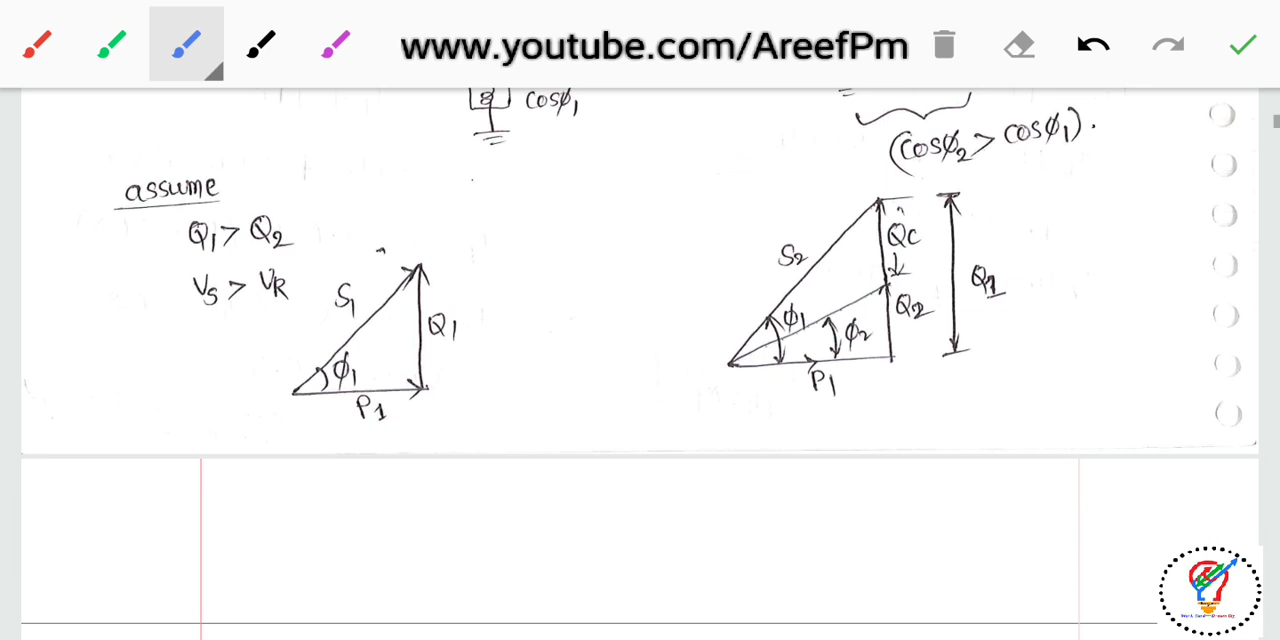 www.youtube.com/AreefPm
cosφ₁
(cosφ₂ > cosφ₁).
assume
Q₁ > Q₂
Vs > VR
S₁
Q₁
φ₁
P₁
S₂
Qc
Q₁
φ₁
φ₂
Q₂
P₁